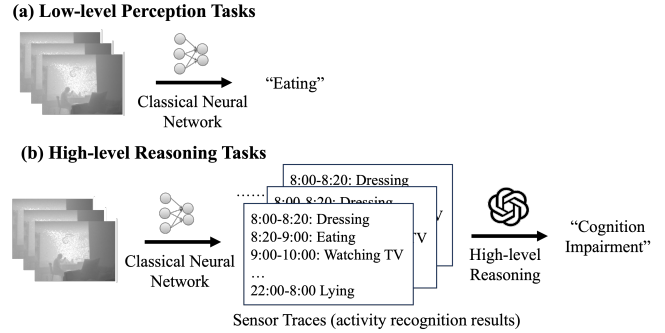 (a) Low-level Perception Tasks
Classical Neural
Network
“Eating”
(b) High-level Reasoning Tasks
Classical Neural
Network
……
8:00-8:20: Dressing
8:00-8:20: Dressing
V
TV
8:00-8:20: Dressing
8:20-9:00: Eating
9:00-10:00: Watching TV
...
22:00-8:00 Lying
High-level
Reasoning
“Cognition
Impairment”
Sensor Traces (activity recognition results)